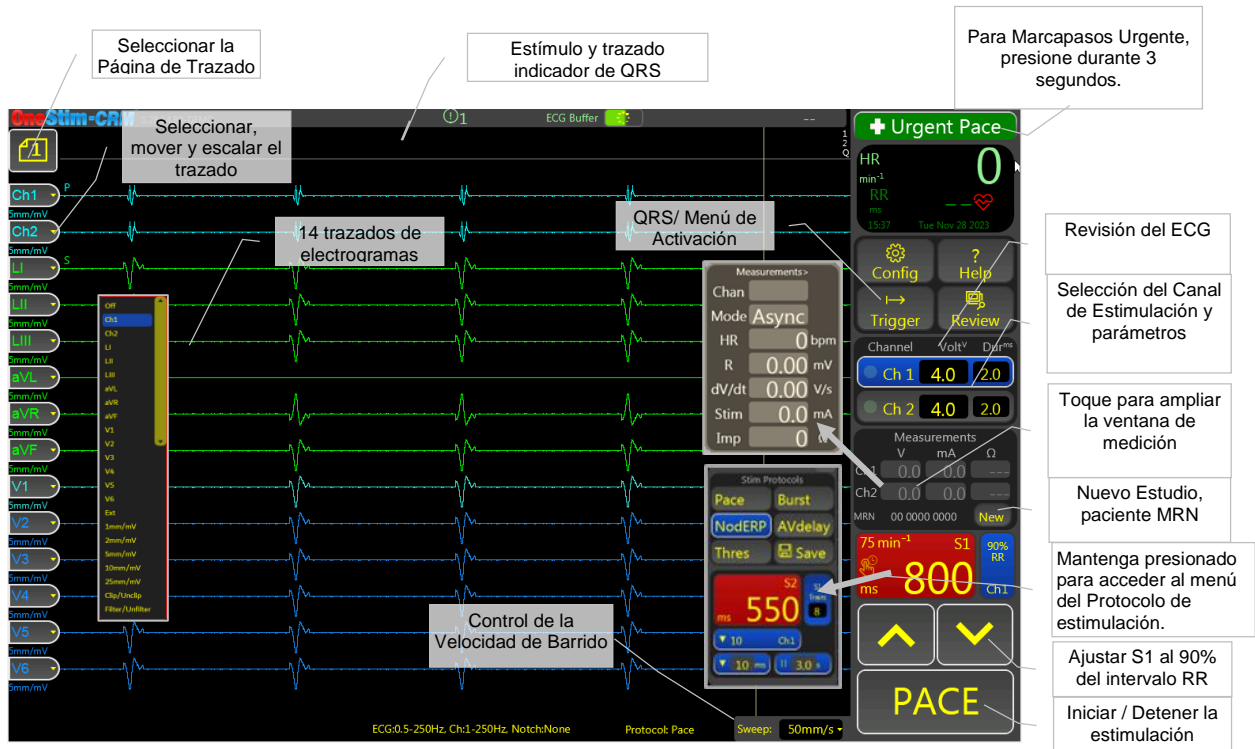 Seleccionar la
Página de Trazado
Estímulo y trazado
indicador de QRS
Para Marcapasos Urgente,
presione durante 3
segundos.
OneStim-CRM
1
ECG Buffer
--
Urgent Pace
1
Seleccionar,
mover y escalar el
trazado
1
2
Q
HR
min⁻¹
0
RR
ms
--
15:37 Tue Nov 28 2023
Ch1
P
5mm/mV
Ch2
5mm/mV
LI
S
5mm/mV
LII
5mm/mV
LIII
5mm/mV
aVL
5mm/mV
aVR
5mm/mV
aVF
5mm/mV
V1
5mm/mV
V2
5mm/mV
V3
5mm/mV
V4
5mm/mV
V5
5mm/mV
V6
5mm/mV
14 trazados de
electrogramas
QRS/ Menú de
Activación
Revisión del ECG
Off
Ch1
Ch2
LI
LII
LIII
aVL
aVR
aVF
V1
V2
V3
V4
V5
V6
Ext
1mm/mV
2mm/mV
5mm/mV
10mm/mV
25mm/mV
Clip/Unclip
Filter/Unfilter
Measurements>
Chan
Mode Async
HR 0 bpm
R 0.00 mV
dV/dt 0.00 V/s
Stim 0.0 mA
Imp 0 Ω
Config
? Help
Trigger
Review
Selección del Canal
de Estimulación y
parámetros
Channel Voltⱽ Durᵐˢ
Ch 1 4.0 2.0
Ch 2 4.0 2.0
Toque para ampliar
la ventana de
medición
Measurements
V mA Ω
Ch1 0.0 0.0 ---
Ch2 0.0 0.0 ---
MRN 00 0000 0000 New
Nuevo Estudio,
paciente MRN
Stim Protocols
Pace Burst
NodERP AVdelay
Thres Save
S2
ms 550
S1
Train
8
▼ 10 Ch1
▼ 10 ms II 3.0 s
75 min⁻¹ S1
ms 800
90%
RR
Ch1
Mantenga presionado
para acceder al menú
del Protocolo de
estimulación.
Control de la
Velocidad de Barrido
Ajustar S1 al 90%
del intervalo RR
PACE
Iniciar / Detener la
estimulación
ECG:0.5-250Hz, Ch:1-250Hz, Notch:None
Protocol: Pace
Sweep: 50mm/s